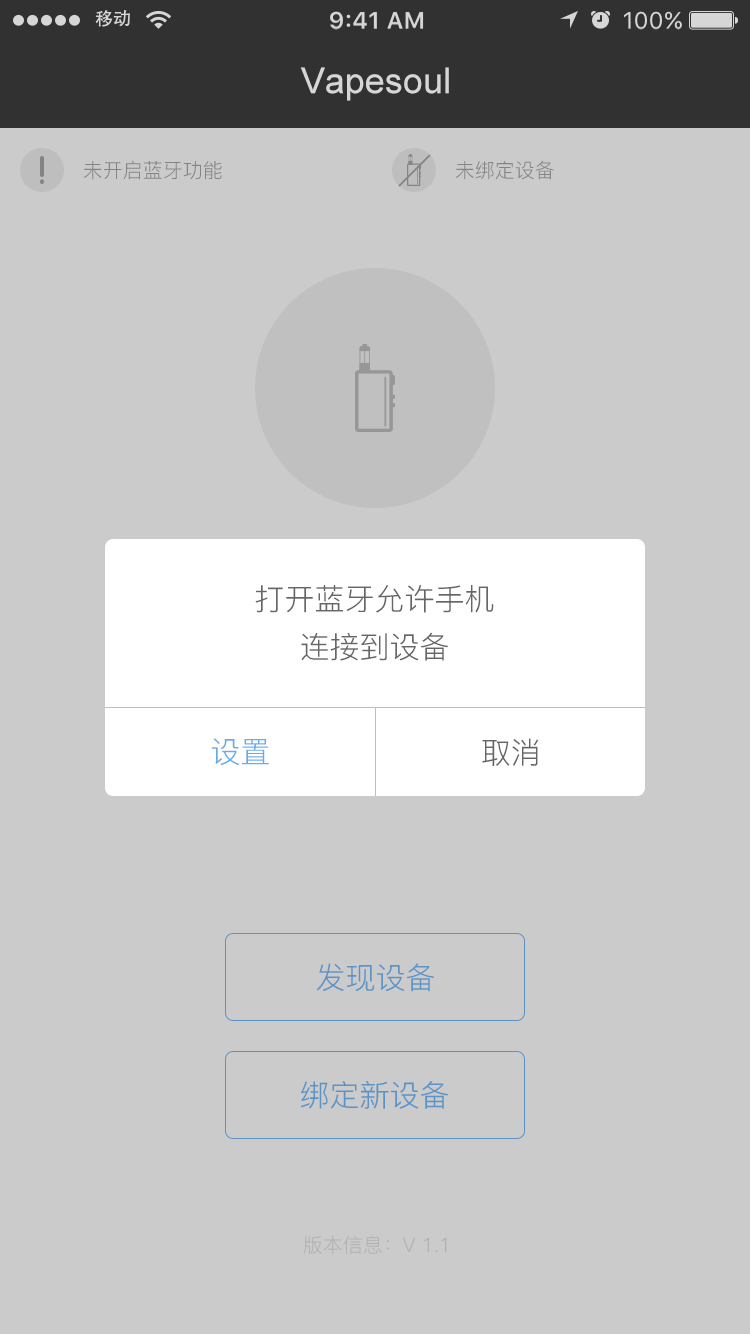 移动 9:41 AM 100%
Vapesoul
未开启蓝牙功能 未绑定设备
打开蓝牙允许手机
连接到设备
设置 取消
发现设备
绑定新设备
版本信息：V 1.1